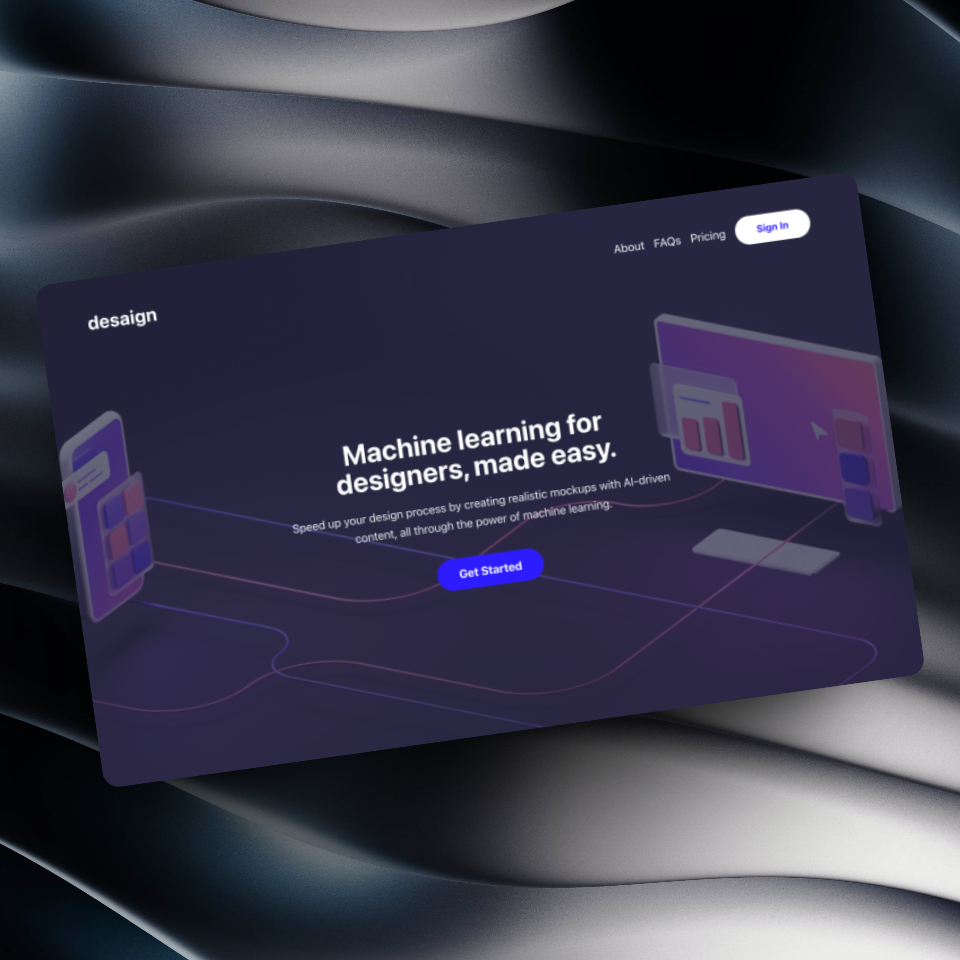 desaign
About FAQs Pricing Sign In
Machine learning for
designers, made easy.
Speed up your design process by creating realistic mockups with AI-driven
content, all through the power of machine learning.
Get Started